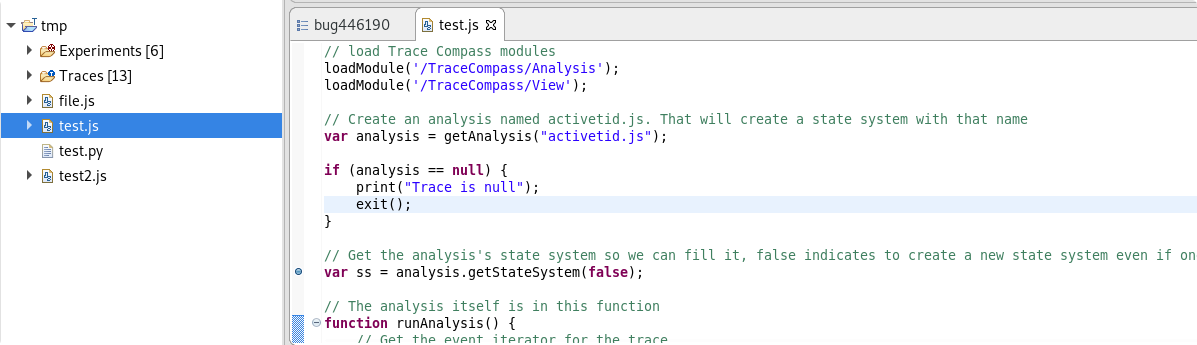 tmp
Experiments [6]
Traces [13]
file.js
test.js
test.py
test2.js
bug446190
test.js
// load Trace Compass modules
loadModule('/TraceCompass/Analysis');
loadModule('/TraceCompass/View');
// Create an analysis named activetid.js. That will create a state system with that name
var analysis = getAnalysis("activetid.js");
if (analysis == null) {
print("Trace is null");
exit();
}
// Get the analysis's state system so we can fill it, false indicates to create a new state system even if on
var ss = analysis.getStateSystem(false);
// The analysis itself is in this function
function runAnalysis() {
// Get the event iterator for the trace